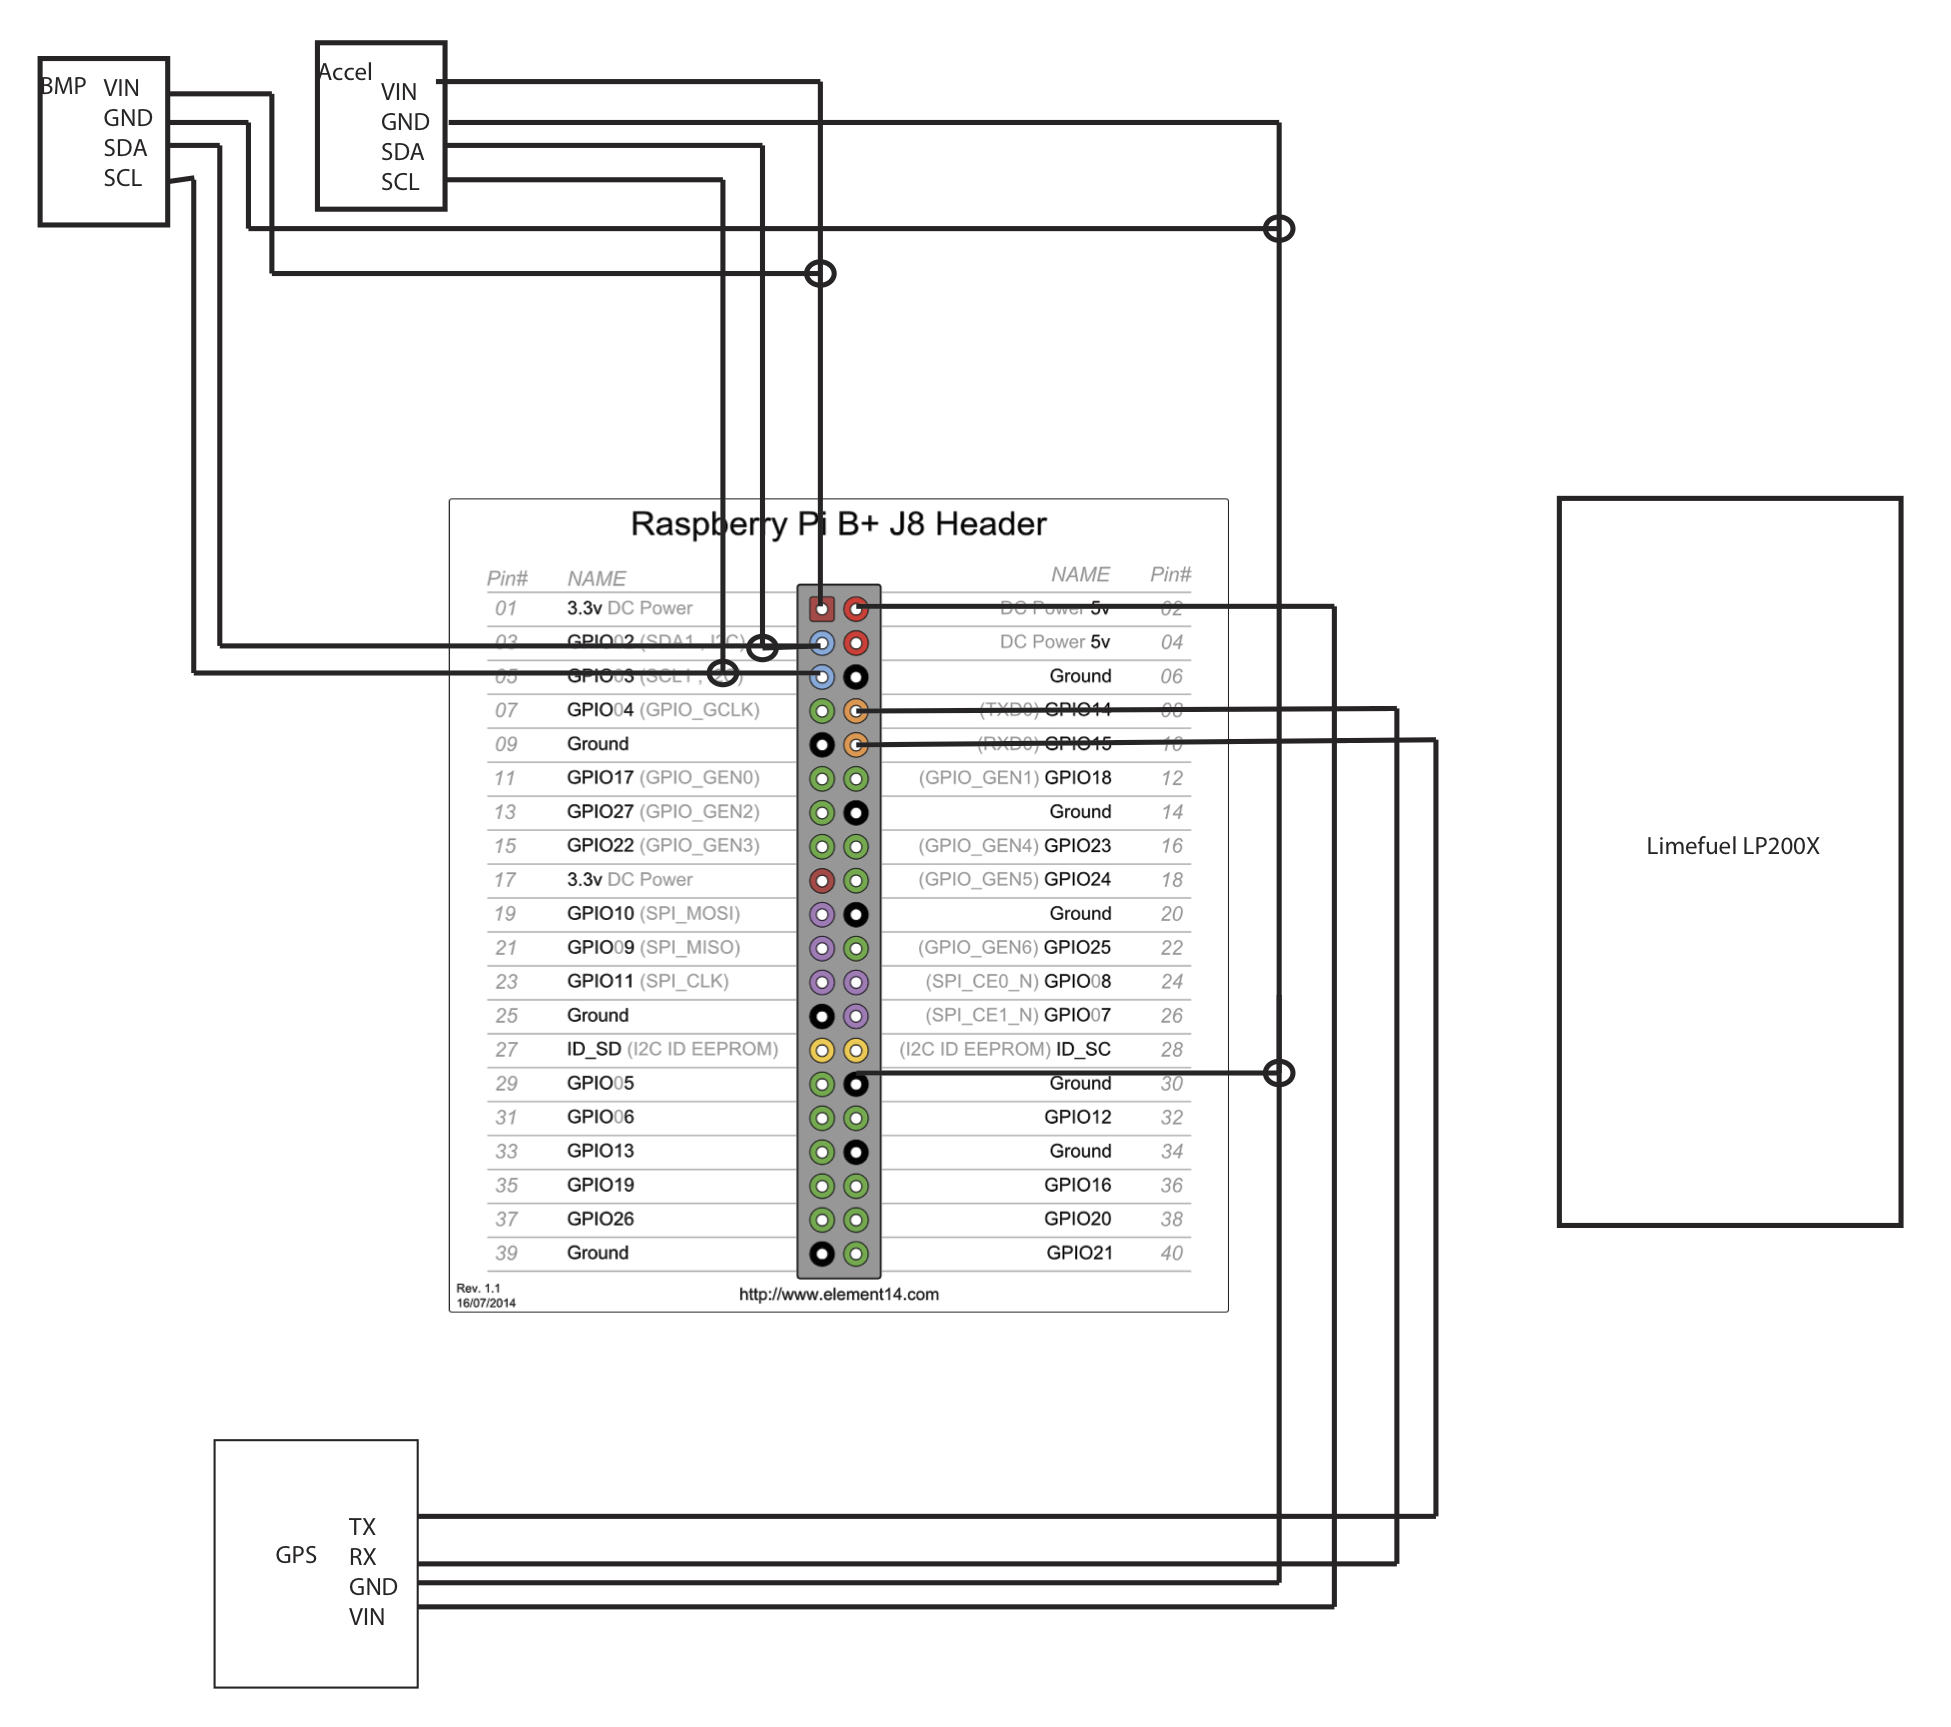 BMP VIN
GND
SDA
SCL
Accel
VIN
GND
SDA
SCL
Raspberry Pi B+ J8 Header
Pin# NAME NAME Pin#
01 3.3v DC Power DC Power 5v 02
03 GPIO02 (SDA1 , I2C) DC Power 5v 04
05 GPIO03 (SCL1 , I2C) Ground 06
07 GPIO04 (GPIO_GCLK) (TXD0) GPIO14 08
09 Ground (RXD0) GPIO15 10
11 GPIO17 (GPIO_GEN0) (GPIO_GEN1) GPIO18 12
13 GPIO27 (GPIO_GEN2) Ground 14
15 GPIO22 (GPIO_GEN3) (GPIO_GEN4) GPIO23 16
17 3.3v DC Power (GPIO_GEN5) GPIO24 18
19 GPIO10 (SPI_MOSI) Ground 20
21 GPIO09 (SPI_MISO) (GPIO_GEN6) GPIO25 22
23 GPIO11 (SPI_CLK) (SPI_CE0_N) GPIO08 24
25 Ground (SPI_CE1_N) GPIO07 26
27 ID_SD (I2C ID EEPROM) (I2C ID EEPROM) ID_SC 28
29 GPIO05 Ground 30
31 GPIO06 GPIO12 32
33 GPIO13 Ground 34
35 GPIO19 GPIO16 36
37 GPIO26 GPIO20 38
39 Ground GPIO21 40
Rev. 1.1
16/07/2014
http://www.element14.com
Limefuel LP200X
GPS
TX
RX
GND
VIN